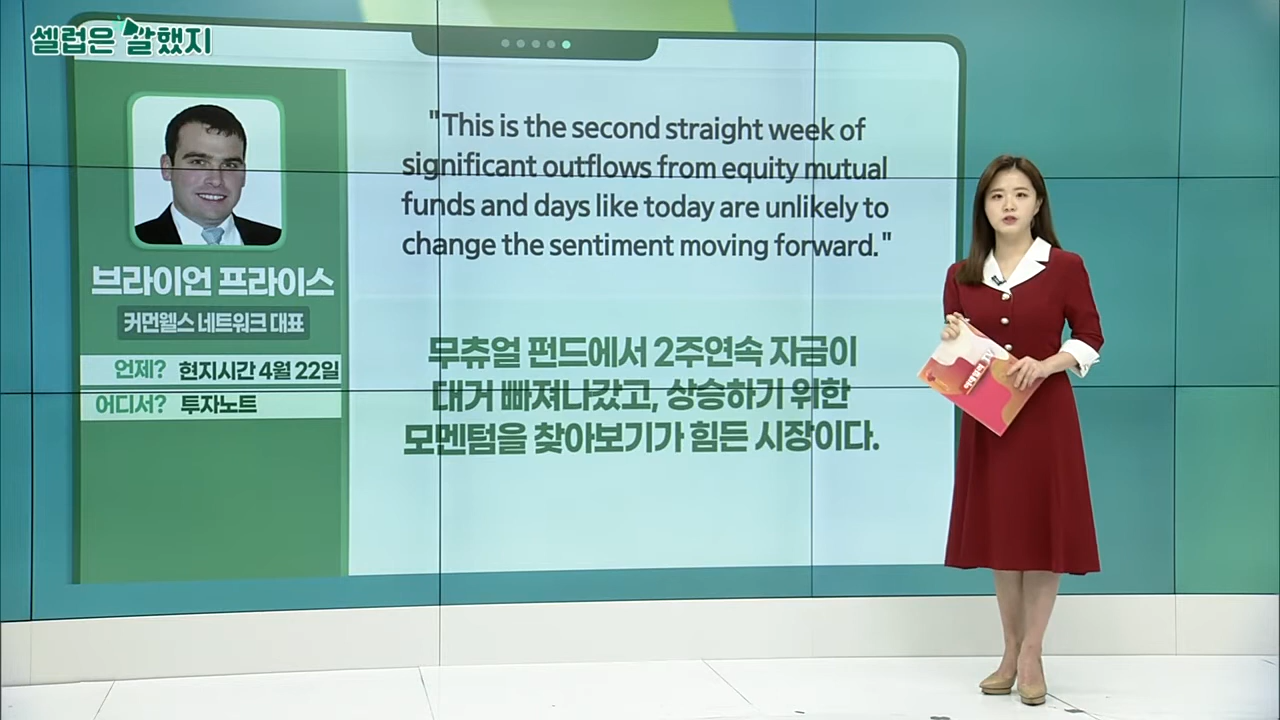 셀럽은 말했지
"This is the second straight week of
significant outflows from equity mutual
funds and days like today are unlikely to
change the sentiment moving forward."
브라이언 프라이스
커먼웰스 네트워크 대표
언제? 현지시간 4월 22일
어디서? 투자노트
무츄얼 펀드에서 2주연속 자금이
대거 빠져나갔고, 상승하기 위한
모멘텀을 찾아보기가 힘든 시장이다.